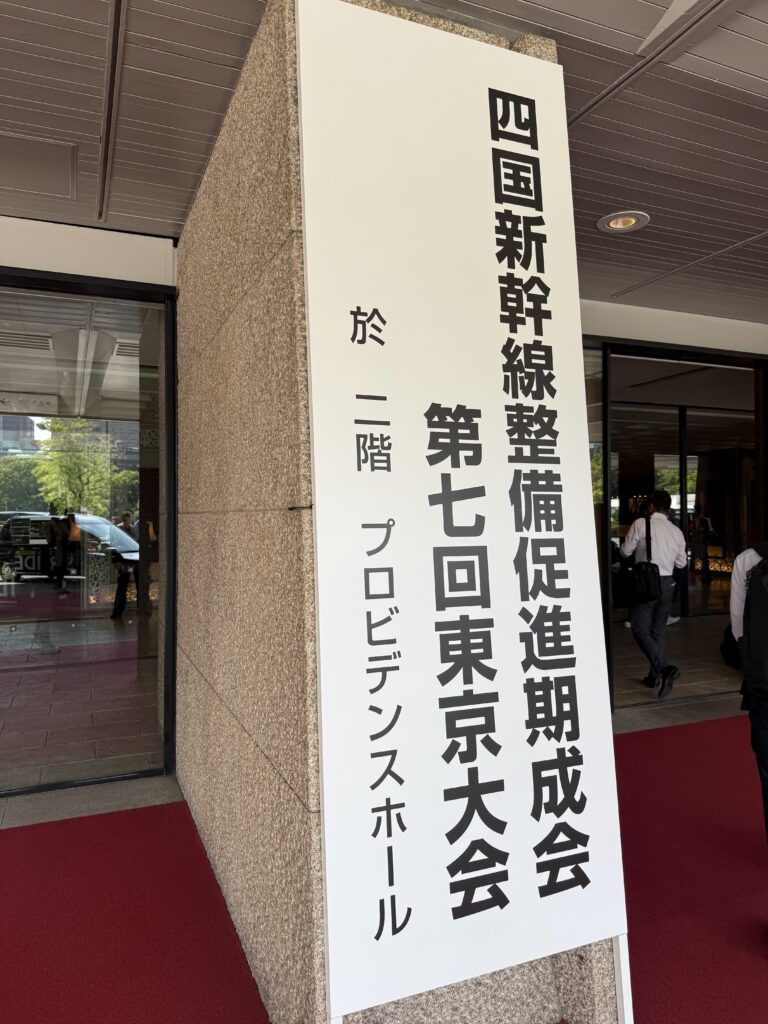 四国新幹線整備促進期成会
第七回東京大会
於 二階 プロビデンスホール